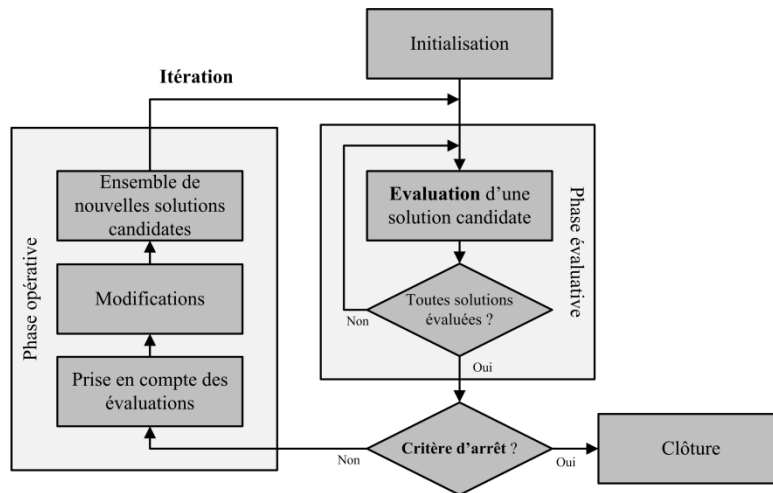 Initialisation
Itération
Evaluation d'une
solution candidate
Toutes solutions
évaluées ?
Non
Oui
Phase évaluative
Critère d'arrêt ?
Non
Oui
Clôture
Phase opérative
Ensemble de
nouvelles solutions
candidates
Modifications
Prise en compte des
évaluations